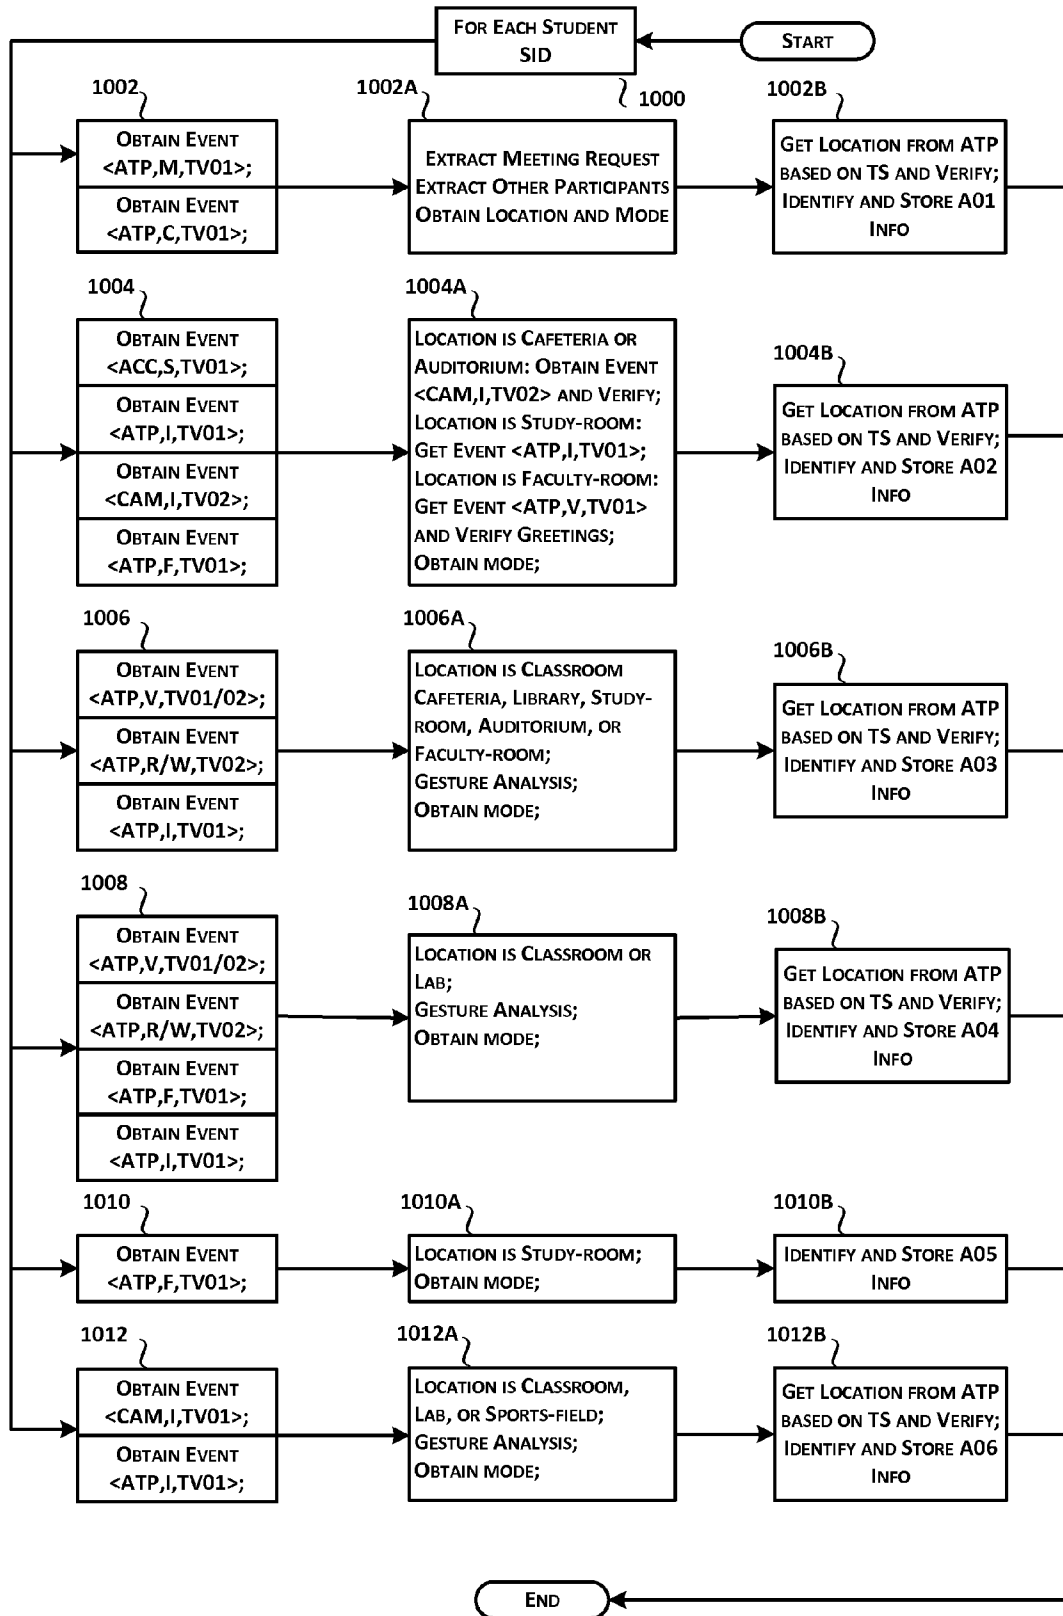 FOR EACH STUDENT
SID
START
1000
1002
OBTAIN EVENT
<ATP,M,TV01>;
OBTAIN EVENT
<ATP,C,TV01>;
1002A
EXTRACT MEETING REQUEST
EXTRACT OTHER PARTICIPANTS
OBTAIN LOCATION AND MODE
1002B
GET LOCATION FROM ATP
BASED ON TS AND VERIFY;
IDENTIFY AND STORE A01
INFO
1004
OBTAIN EVENT
<ACC,S,TV01>;
OBTAIN EVENT
<ATP,I,TV01>;
OBTAIN EVENT
<CAM,I,TV02>;
OBTAIN EVENT
<ATP,F,TV01>;
1004A
LOCATION IS CAFETERIA OR
AUDITORIUM: OBTAIN EVENT
<CAM,I,TV02> AND VERIFY;
LOCATION IS STUDY-ROOM:
GET EVENT <ATP,I,TV01>;
LOCATION IS FACULTY-ROOM:
GET EVENT <ATP,V,TV01>
AND VERIFY GREETINGS;
OBTAIN MODE;
1004B
GET LOCATION FROM ATP
BASED ON TS AND VERIFY;
IDENTIFY AND STORE A02
INFO
1006
OBTAIN EVENT
<ATP,V,TV01/02>;
OBTAIN EVENT
<ATP,R/W,TV02>;
OBTAIN EVENT
<ATP,I,TV01>;
1006A
LOCATION IS CLASSROOM
CAFETERIA, LIBRARY, STUDY-
ROOM, AUDITORIUM, OR
FACULTY-ROOM;
GESTURE ANALYSIS;
OBTAIN MODE;
1006B
GET LOCATION FROM ATP
BASED ON TS AND VERIFY;
IDENTIFY AND STORE A03
INFO
1008
OBTAIN EVENT
<ATP,V,TV01/02>;
OBTAIN EVENT
<ATP,R/W,TV02>;
OBTAIN EVENT
<ATP,F,TV01>;
OBTAIN EVENT
<ATP,I,TV01>;
1008A
LOCATION IS CLASSROOM OR
LAB;
GESTURE ANALYSIS;
OBTAIN MODE;
1008B
GET LOCATION FROM ATP
BASED ON TS AND VERIFY;
IDENTIFY AND STORE A04
INFO
1010
OBTAIN EVENT
<ATP,F,TV01>;
1010A
LOCATION IS STUDY-ROOM;
OBTAIN MODE;
1010B
IDENTIFY AND STORE A05
INFO
1012
OBTAIN EVENT
<CAM,I,TV01>;
OBTAIN EVENT
<ATP,I,TV01>;
1012A
LOCATION IS CLASSROOM,
LAB, OR SPORTS-FIELD;
GESTURE ANALYSIS;
OBTAIN MODE;
1012B
GET LOCATION FROM ATP
BASED ON TS AND VERIFY;
IDENTIFY AND STORE A06
INFO
END